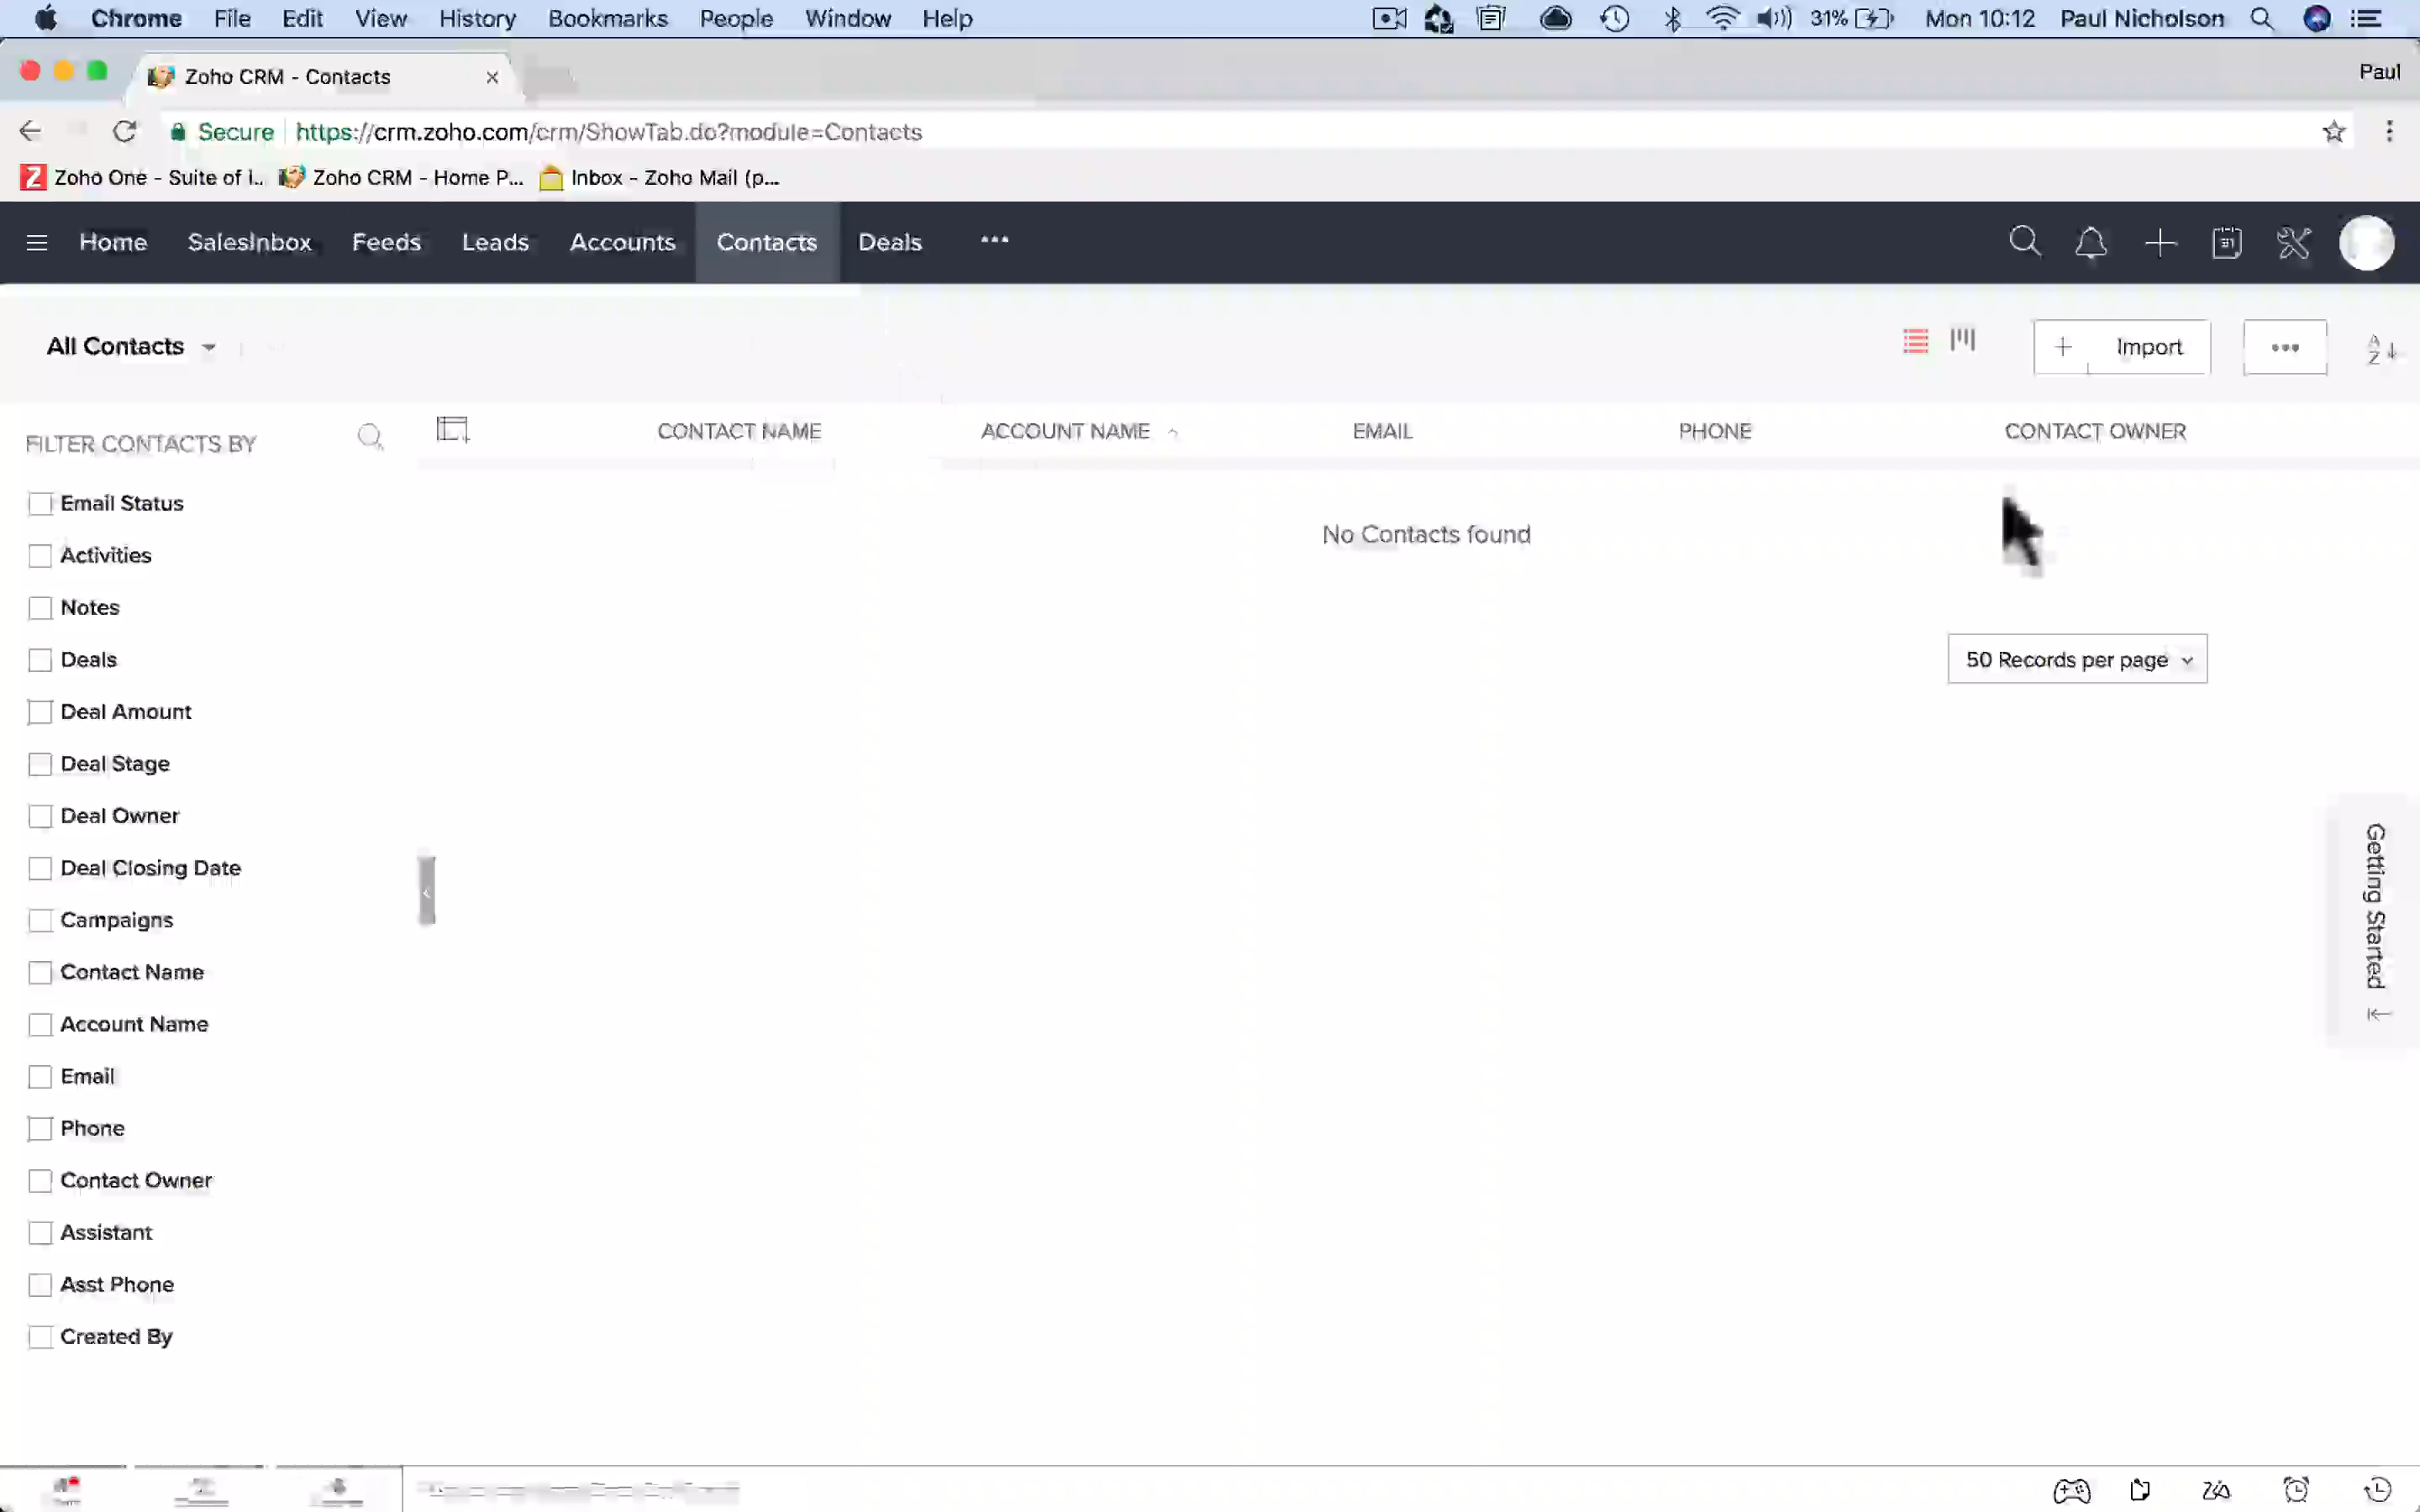 Chrome File Edit View History Bookmarks People Window Help 31% Mon 10:12 Paul Nicholson
Zoho CRM - Contacts × Paul
Secure https://crm.zoho.com/crm/ShowTab.do?module=Contacts
Zoho One - Suite of i... Zoho CRM - Home P... Inbox - Zoho Mail (p...
Home SalesInbox Feeds Leads Accounts Contacts Deals •••
All Contacts Import •••
FILTER CONTACTS BY CONTACT NAME ACCOUNT NAME EMAIL PHONE CONTACT OWNER
Email Status
No Contacts found
Activities
Notes
Deals
50 Records per page
Deal Amount
Deal Stage
Deal Owner
Deal Closing Date
Getting Started
Campaigns
Contact Name
Account Name
Email
Phone
Contact Owner
Assistant
Asst Phone
Created By